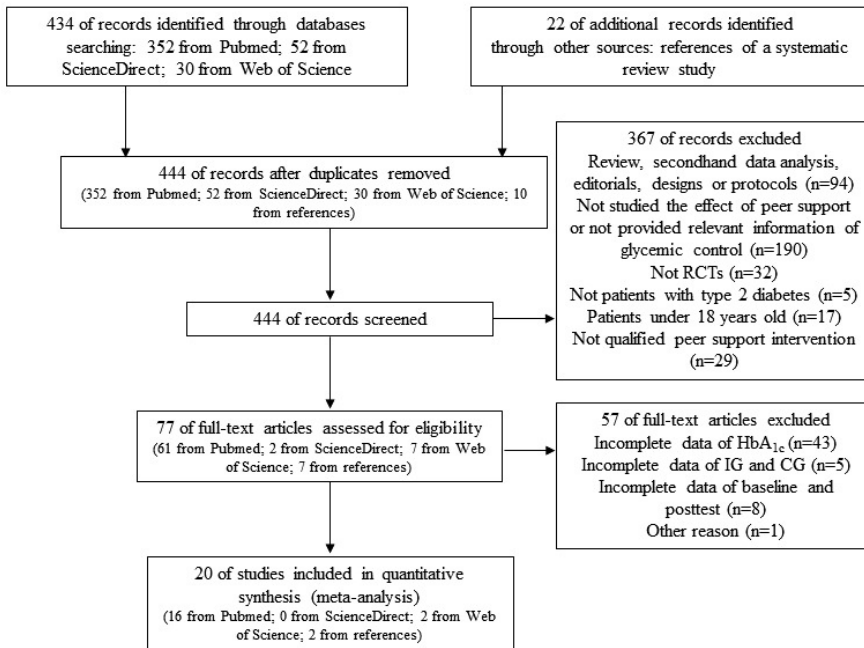 434 of records identified through databases
searching: 352 from Pubmed; 52 from
ScienceDirect; 30 from Web of Science
22 of additional records identified
through other sources: references of a systematic
review study
444 of records after duplicates removed
(352 from Pubmed; 52 from ScienceDirect; 30 from Web of Science; 10
from references)
367 of records excluded
Review, secondhand data analysis,
editorials, designs or protocols (n=94)
Not studied the effect of peer support
or not provided relevant information of
glycemic control (n=190)
Not RCTs (n=32)
Not patients with type 2 diabetes (n=5)
Patients under 18 years old (n=17)
Not qualified peer support intervention
(n=29)
444 of records screened
77 of full-text articles assessed for eligibility
(61 from Pubmed; 2 from ScienceDirect; 7 from Web
of Science; 7 from references)
57 of full-text articles excluded
Incomplete data of HbA1c (n=43)
Incomplete data of IG and CG (n=5)
Incomplete data of baseline and
posttest (n=8)
Other reason (n=1)
20 of studies included in quantitative
synthesis (meta-analysis)
(16 from Pubmed; 0 from ScienceDirect; 2 from Web
of Science; 2 from references)